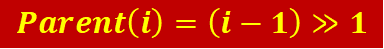 Parent(i) = (i − 1) ≫ 1